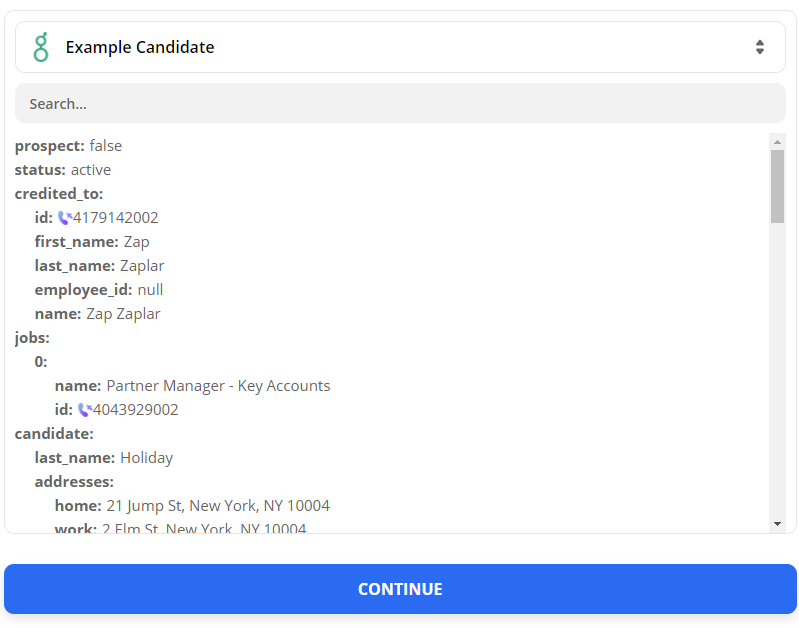 Example Candidate
Search...
prospect: false
status: active
credited_to:
id: 4179142002
first_name: Zap
last_name: Zaplar
employee_id: null
name: Zap Zaplar
jobs:
0:
name: Partner Manager - Key Accounts
id: 4043929002
candidate:
last_name: Holiday
addresses:
home: 21 Jump St, New York, NY 10004
work: 2 Elm St, New York, NY 10004
CONTINUE